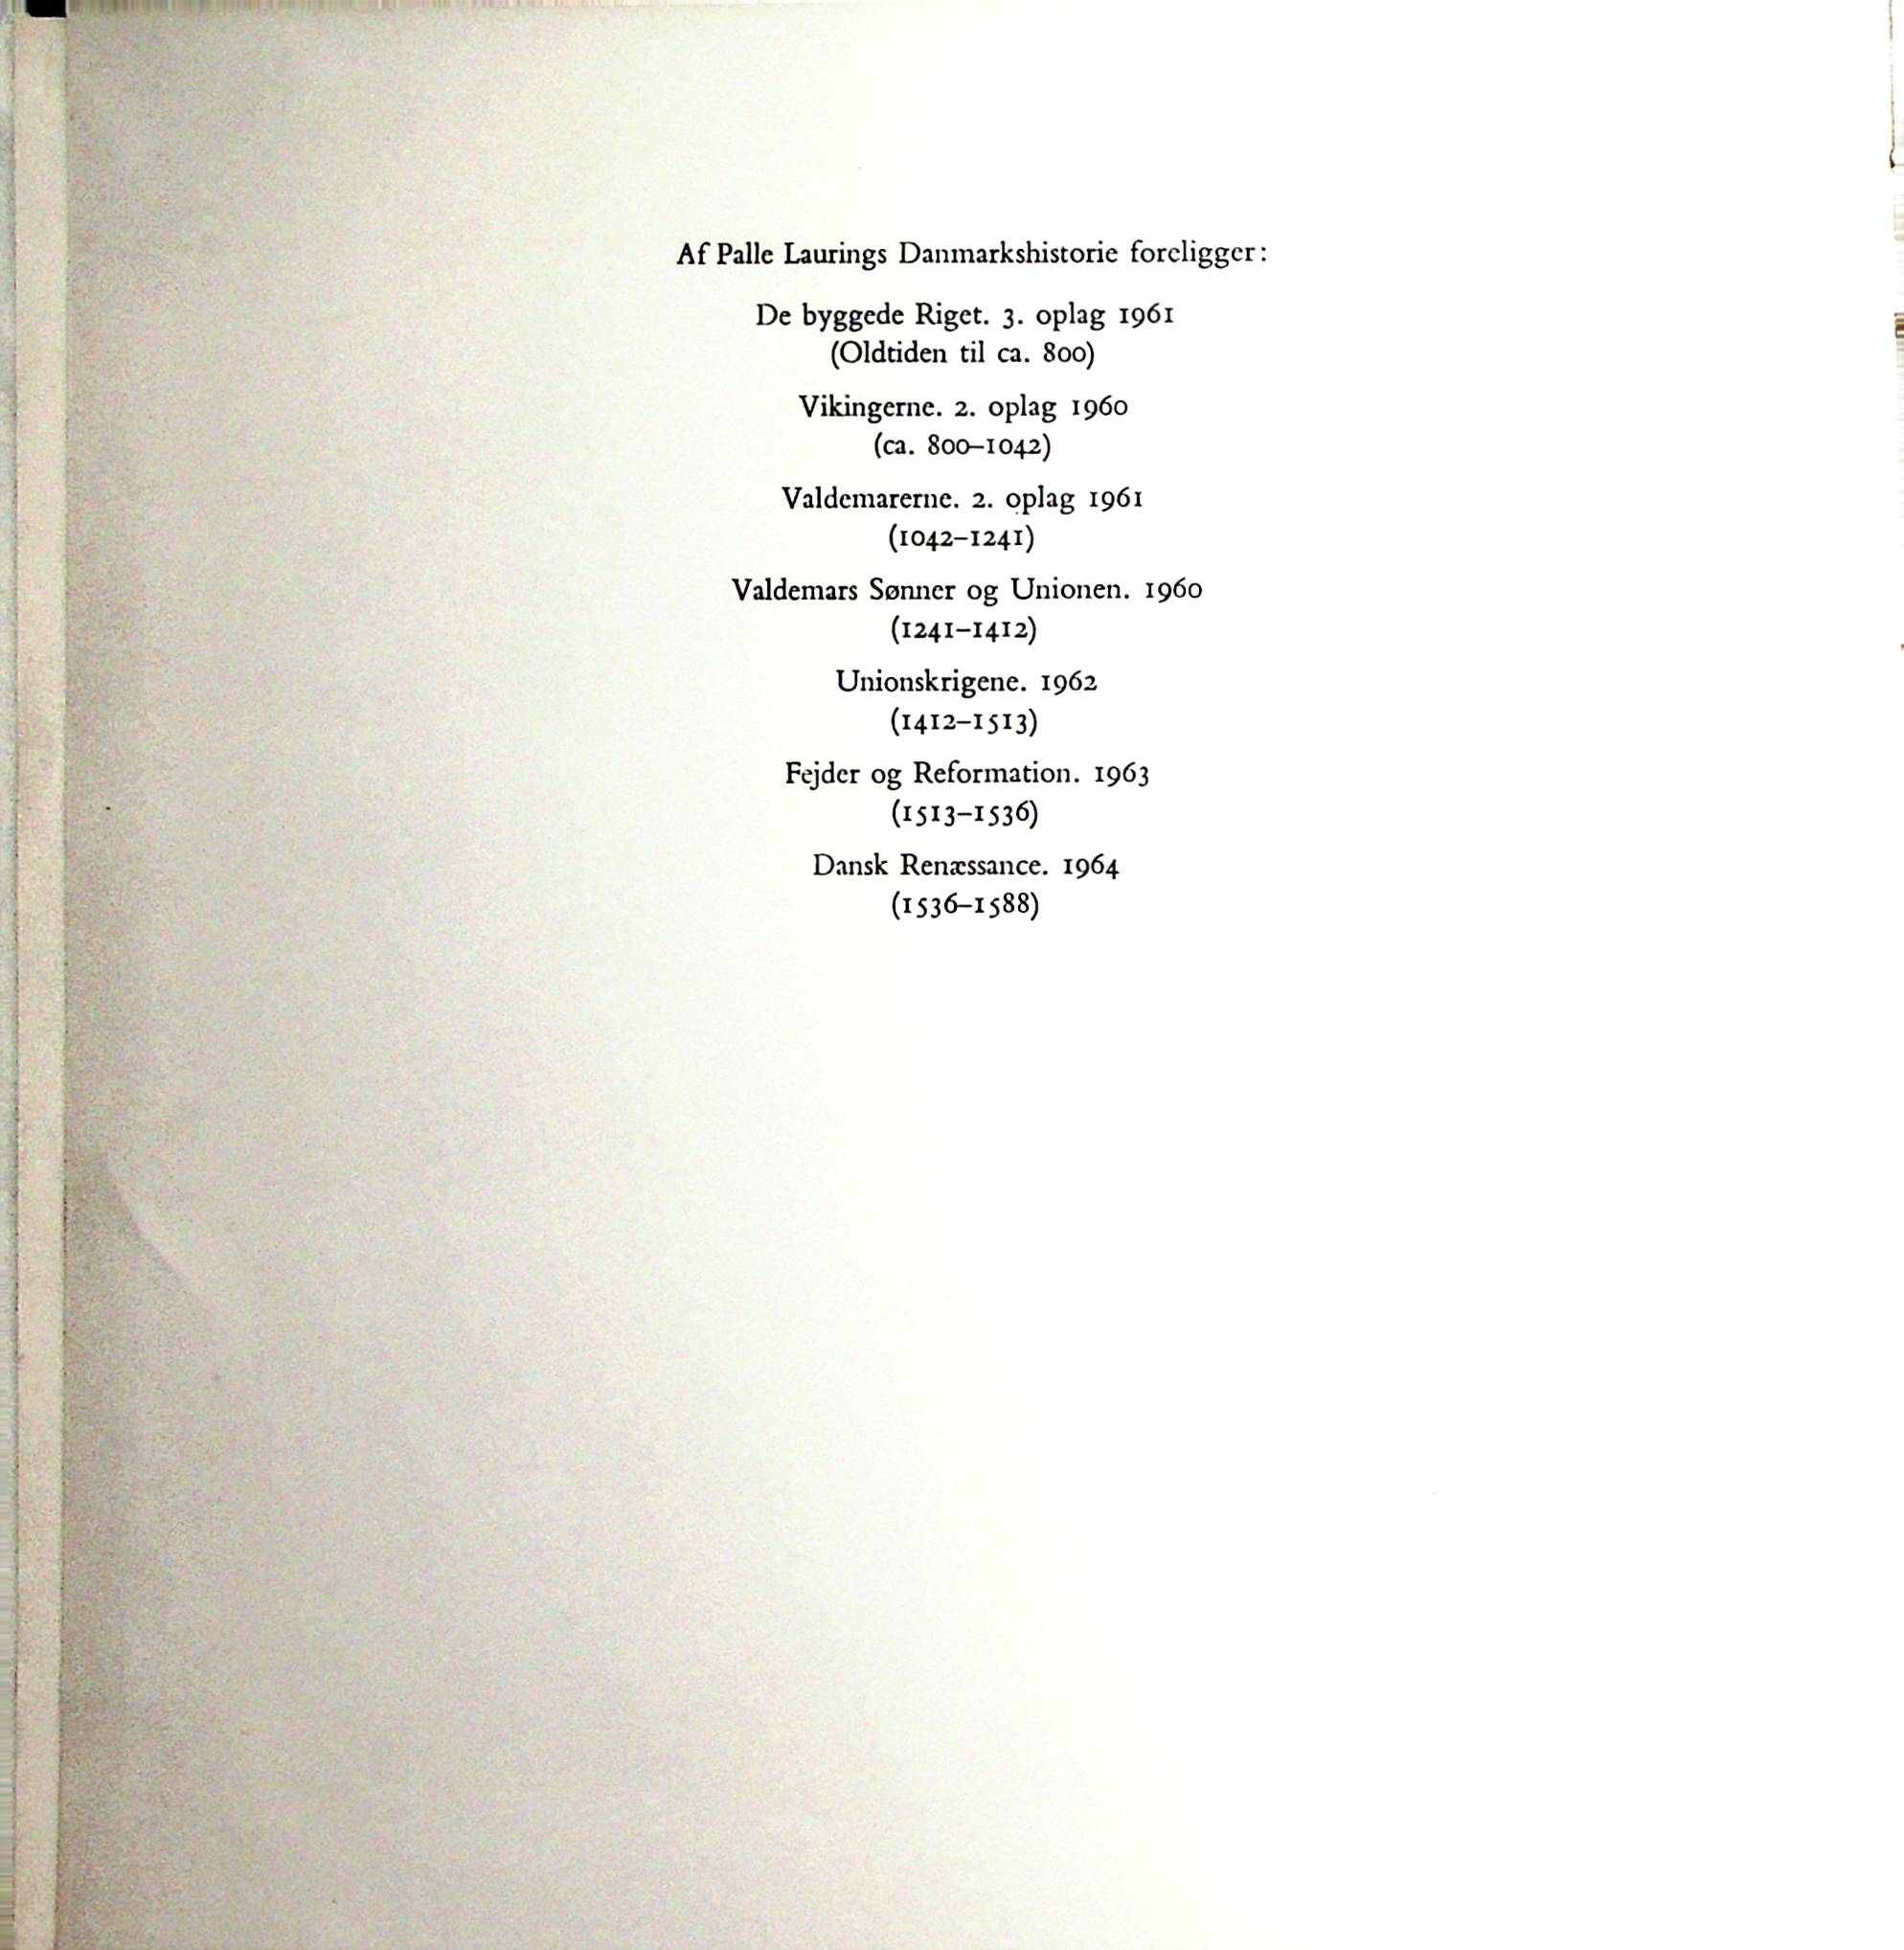 Af Palle Laurings Danmarkshistorie foreligger:
De byggede Riget. 3. oplag 1961
(Oldtiden til ca. 800)
Vikingerne. 2. oplag 1960
(ca. 800–1042)
Valdemarerne. 2. oplag 1961
(1042–1241)
Valdemars Sønner og Unionen. 1960
(1241–1412)
Unionskrigene. 1962
(1412–1513)
Fejder og Reformation. 1963
(1513–1536)
Dansk Renæssance. 1964
(1536–1588)